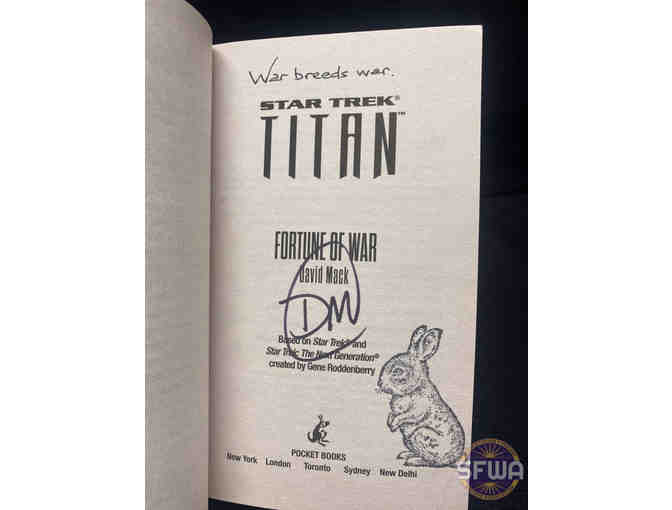 War breeds war.
STAR TREK®
TITAN™
FORTUNE OF WAR
David Mack
DM
Based on Star Trek® and
Star Trek: The Next Generation®
created by Gene Roddenberry
POCKET BOOKS
New York London Toronto Sydney New Delhi
SFWA